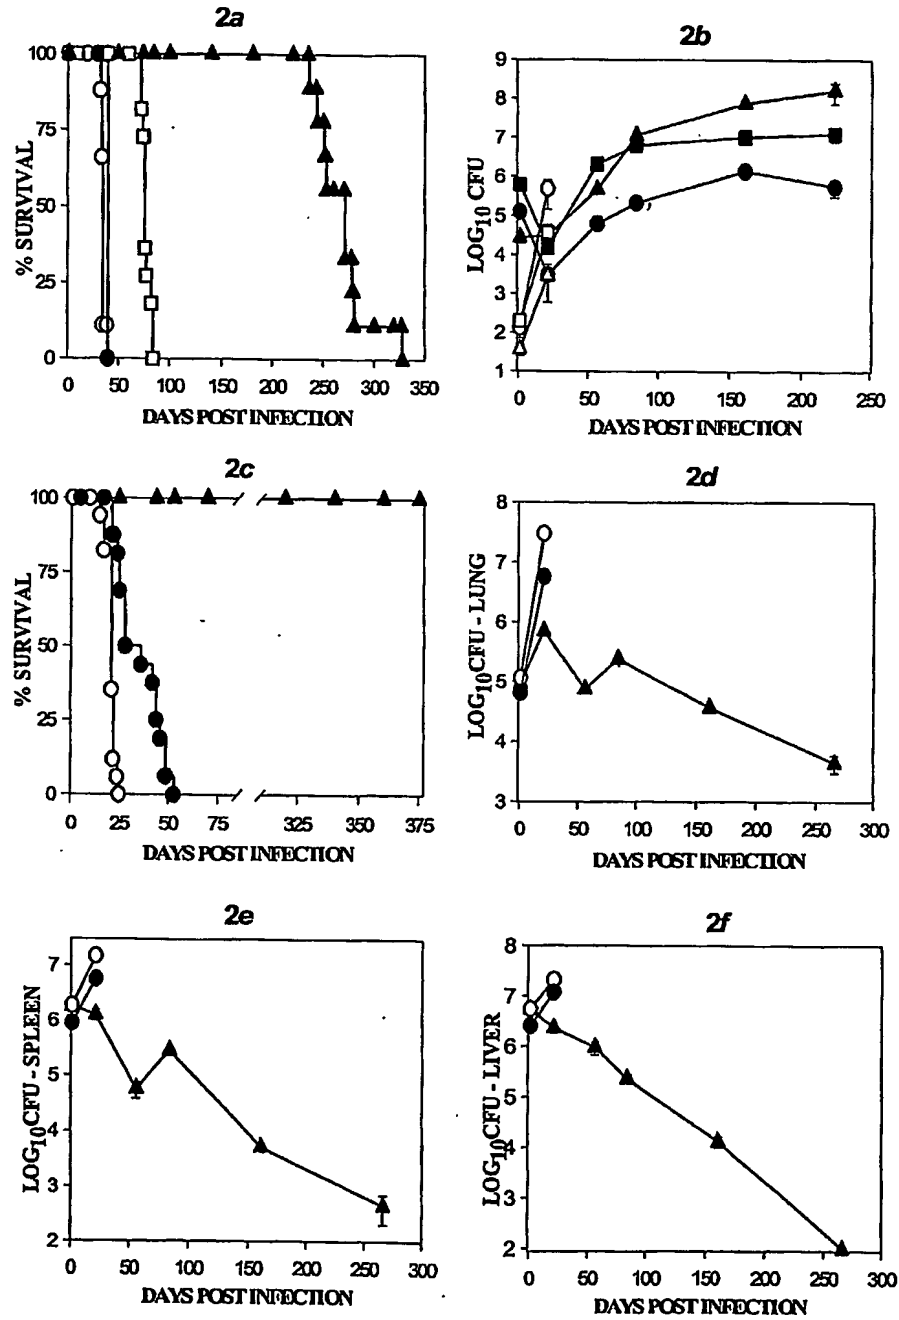 2a
100
75
50
25
0
% SURVIVAL
0 50 100 150 200 250 300 350
DAYS POST INFECTION
2b
9
8
7
6
5
4
3
2
1
LOG10 CFU
0 50 100 150 200 250
DAYS POST INFECTION
2c
100
75
50
25
0
% SURVIVAL
0 25 50 75 325 350 375
DAYS POST INFECTION
2d
8
7
6
5
4
3
LOG10CFU - LUNG
0 50 100 150 200 250 300
DAYS POST INFECTION
2e
7
6
5
4
3
2
LOG10CFU - SPLEEN
0 50 100 150 200 250 300
DAYS POST INFECTION
2f
8
7
6
5
4
3
2
LOG10CFU - LIVER
0 50 100 150 200 250 300
DAYS POST INFECTION